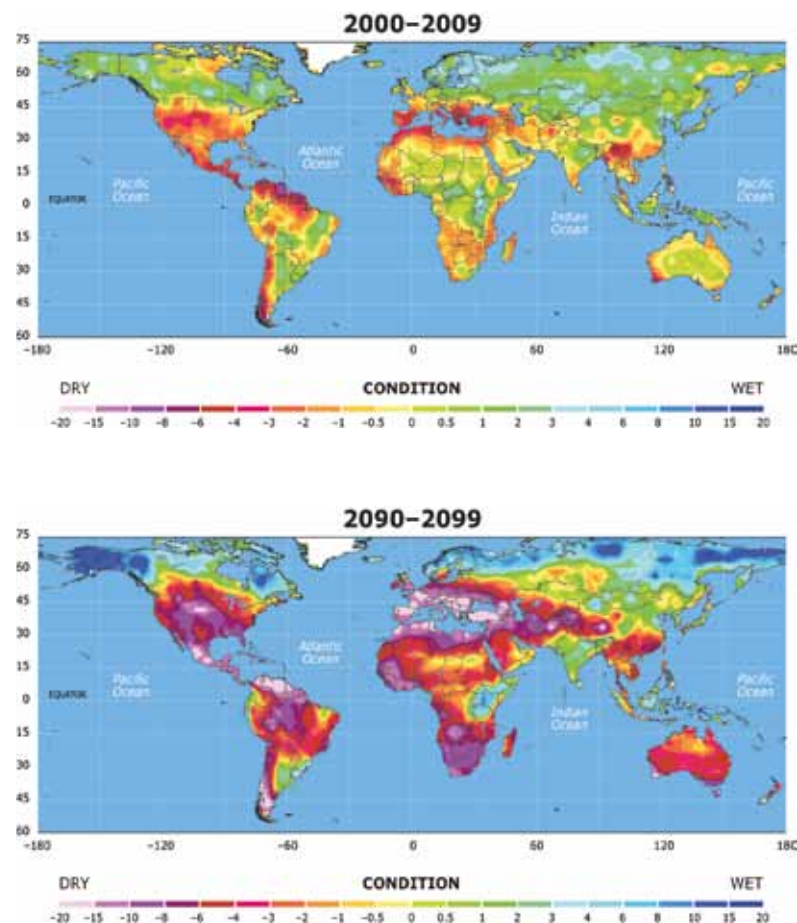 2000–2009
75
60
45
30
15
0
15
30
45
60
Atlantic
Ocean
Pacific
Ocean
EQUATOR
Pacific
Ocean
Indian
Ocean
-180 -120 -60 0 60 120 180
DRY CONDITION WET
-20 -15 -10 -8 -6 -4 -3 -2 -1 -0.5 0 0.5 1 2 3 4 6 8 10 15 20
2090–2099
75
60
45
30
15
0
15
30
45
60
Atlantic
Ocean
Pacific
Ocean
EQUATOR
Pacific
Ocean
Indian
Ocean
-180 -120 -60 0 60 120 180
DRY CONDITION WET
-20 -15 -10 -8 -6 -4 -3 -2 -1 -0.5 0 0.5 1 2 3 4 6 8 10 15 20